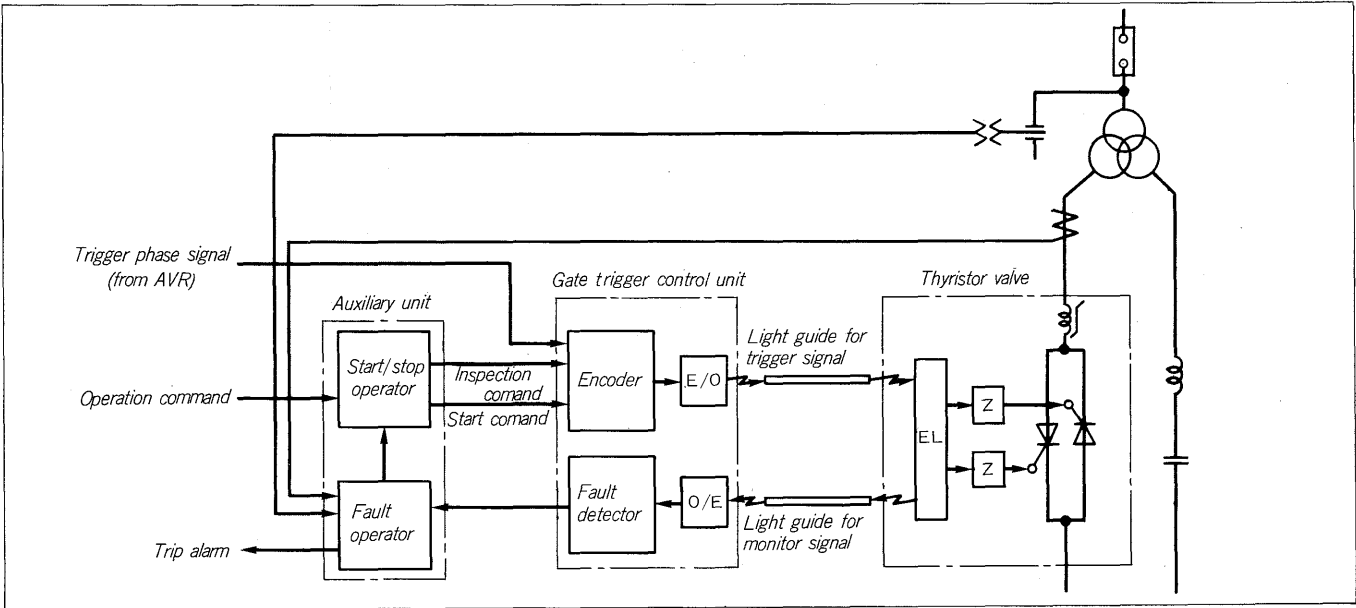 Trigger phase signal
(from AVR)
Gate trigger control unit
Thyristor valve
Auxiliary unit
Start/stop
operator
Inspection
comand
Start comand
Encoder
E/O
Light guide for
trigger signal
Operation command
EL
Z
Z
Fault
operator
Fault
detector
O/E
Light guide for
monitor signal
Trip alarm